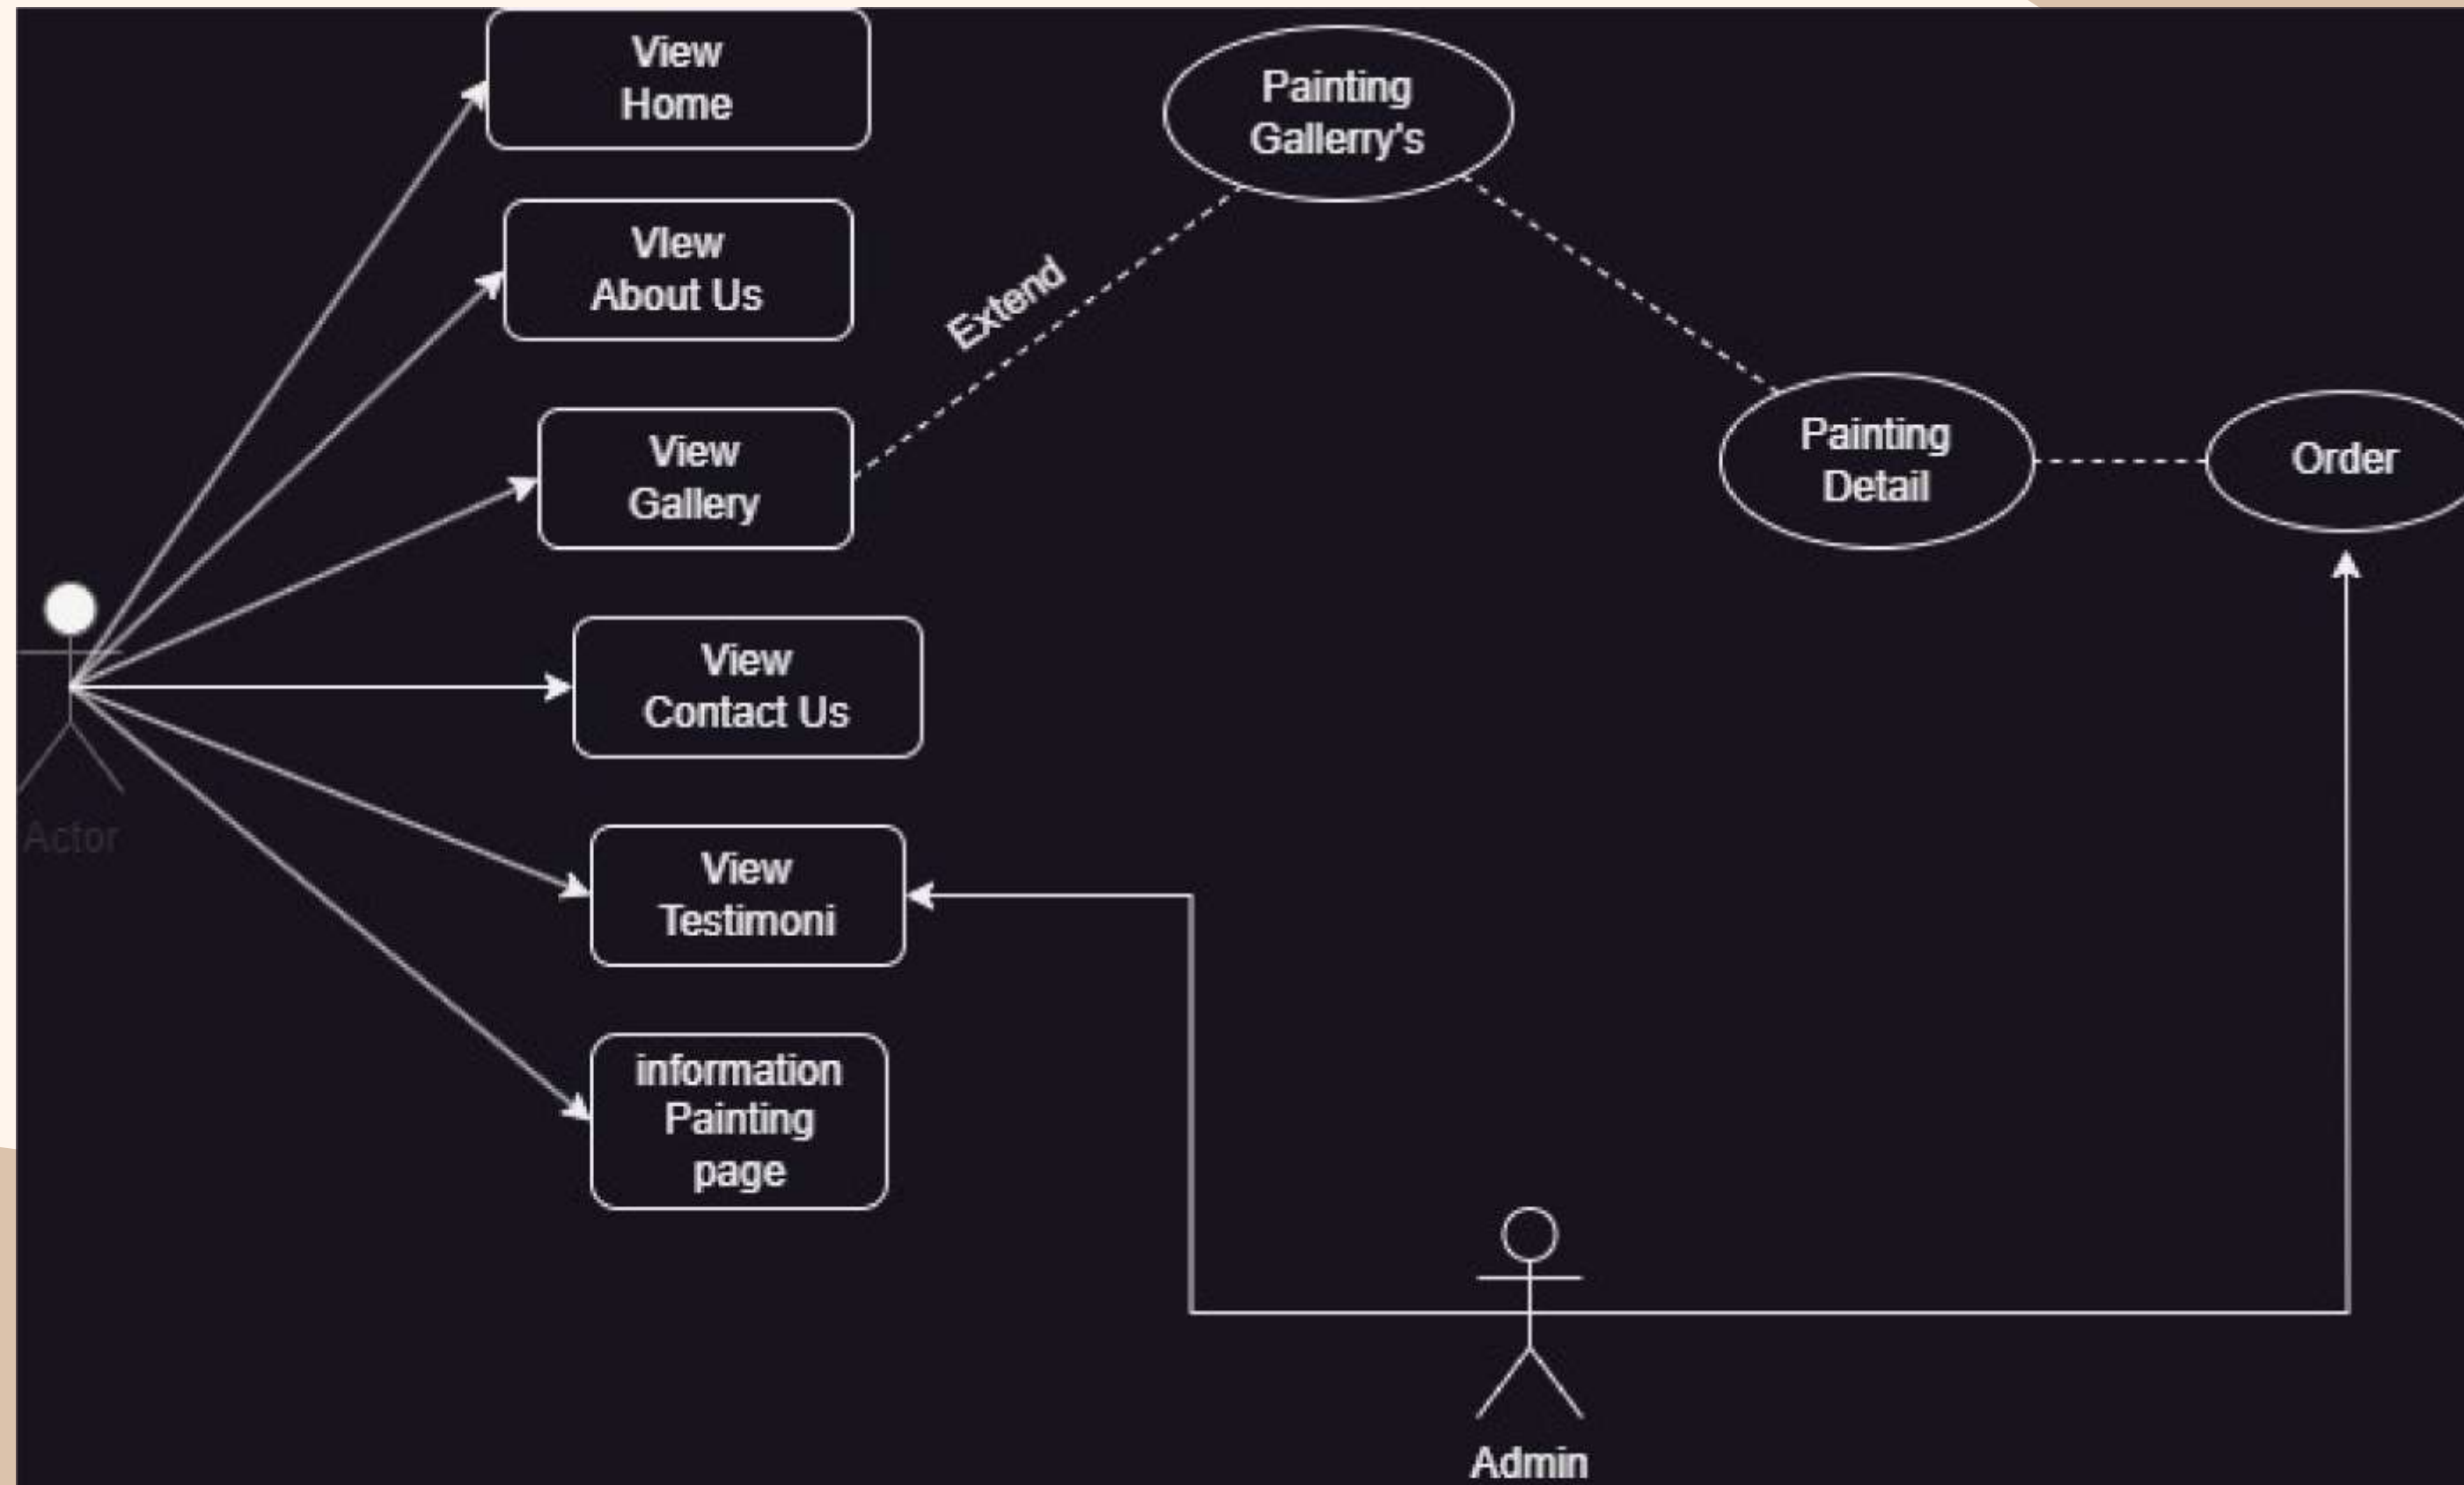 View
Home
VIew
About Us
View
Gallery
View
Contact Us
View
Testimoni
information
Painting
page
Actor
Extend
Painting
Gallerry's
Painting
Detail
Order
Admin